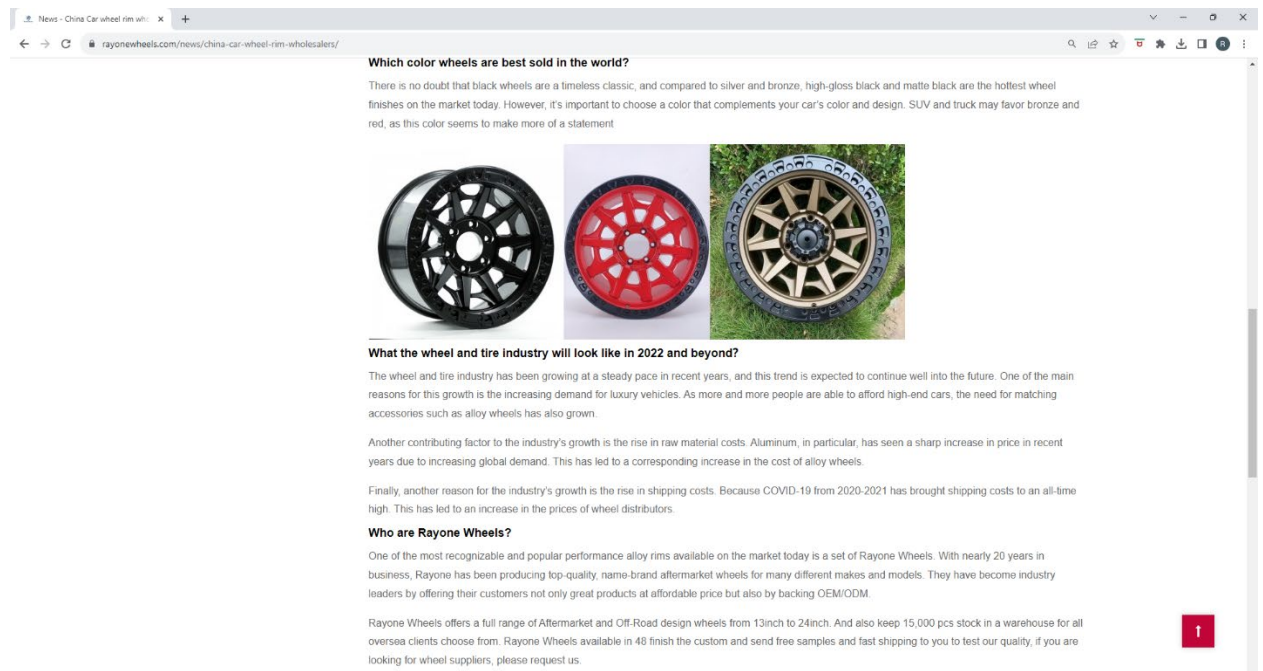 News - China Car wheel rim wh
rayonewheels.com/news/china-car-wheel-rim-wholesalers/
R
Which color wheels are best sold in the world?
There is no doubt that black wheels are a timeless classic, and compared to silver and bronze, high-gloss black and matte black are the hottest wheel
finishes on the market today. However, it's important to choose a color that complements your car's color and design. SUV and truck may favor bronze and
red, as this color seems to make more of a statement
What the wheel and tire industry will look like in 2022 and beyond?
The wheel and tire industry has been growing at a steady pace in recent years, and this trend is expected to continue well into the future. One of the main
reasons for this growth is the increasing demand for luxury vehicles. As more and more people are able to afford high-end cars, the need for matching
accessories such as alloy wheels has also grown.
Another contributing factor to the industry's growth is the rise in raw material costs. Aluminum, in particular, has seen a sharp increase in price in recent
years due to increasing global demand. This has led to a corresponding increase in the cost of alloy wheels.
Finally, another reason for the industry's growth is the rise in shipping costs. Because COVID-19 from 2020-2021 has brought shipping costs to an all-time
high. This has led to an increase in the prices of wheel distributors.
Who are Rayone Wheels?
One of the most recognizable and popular performance alloy rims available on the market today is a set of Rayone Wheels. With nearly 20 years in
business, Rayone has been producing top-quality, name-brand aftermarket wheels for many different makes and models. They have become industry
leaders by offering their customers not only great products at affordable price but also by backing OEM/ODM.
Rayone Wheels offers a full range of Aftermarket and Off-Road design wheels from 13inch to 24inch. And also keep 15,000 pcs stock in a warehouse for all
oversea clients choose from. Rayone Wheels available in 48 finish the custom and send free samples and fast shipping to you to test our quality, if you are
looking for wheel suppliers, please request us.